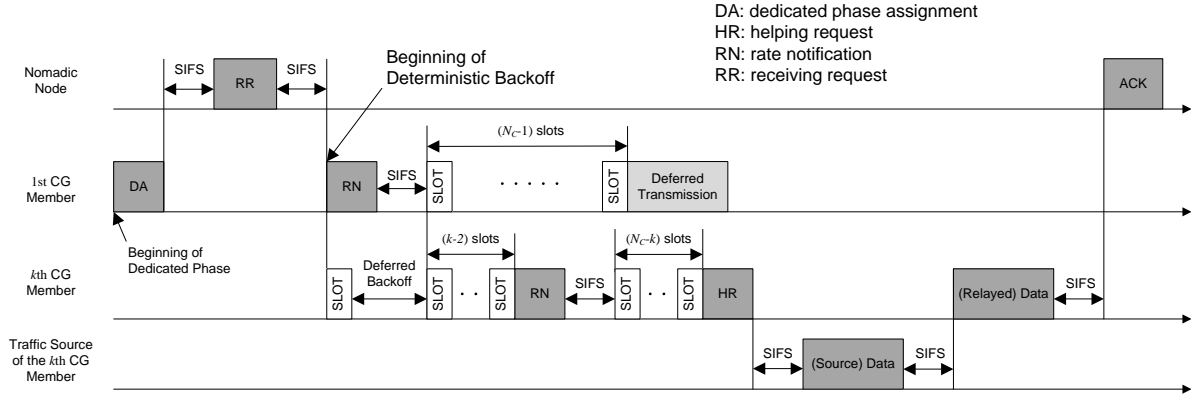 DA: dedicated phase assignment
HR: helping request
RN: rate notification
RR: receiving request
Nomadic
Node
SIFS
RR
SIFS
Beginning of
Deterministic Backoff
ACK
1st CG
Member
DA
RN
SIFS
(NC-1) slots
SLOT
. . . . .
SLOT
Deferred
Transmission
Beginning of
Dedicated Phase
kth CG
Member
SLOT
Deferred
Backoff
(k-2) slots
SLOT
. .
SLOT
RN
SIFS
(NC-k) slots
SLOT
. .
SLOT
HR
(Relayed) Data
SIFS
Traffic Source
of the kth CG
Member
SIFS
(Source) Data
SIFS